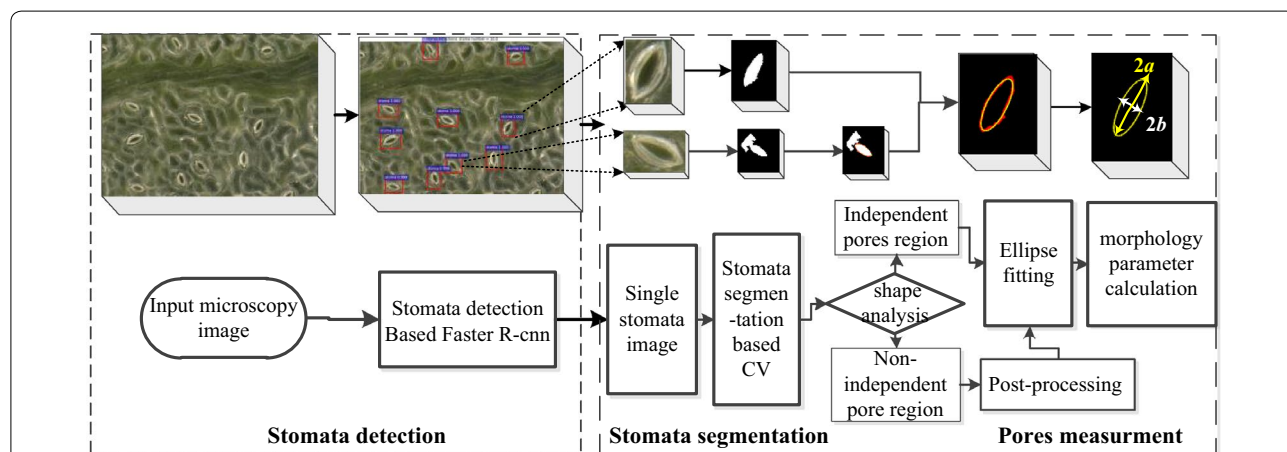 2a
2b
Input microscopy
image
Stomata detection
Based Faster R-cnn
Single
stomata
image
Stomata
segmen
-tation
based
CV
shape
analysis
Independent
pores region
Non-
independent
pore region
Post-processing
Ellipse
fitting
morphology
parameter
calculation
Stomata detection
Stomata segmentation
Pores measurment